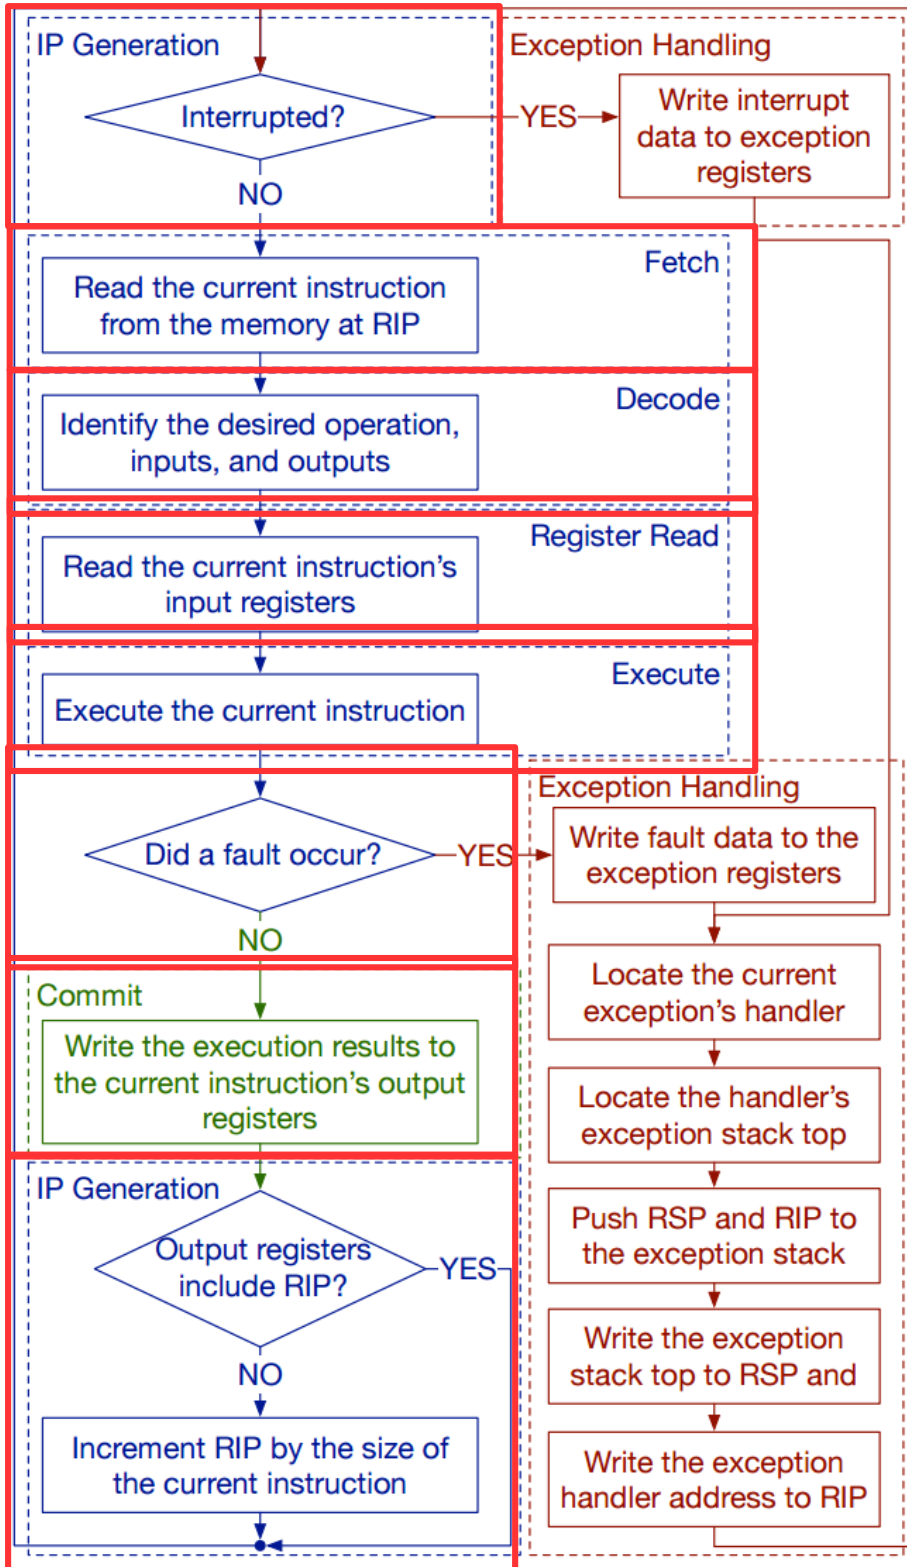 IP Generation
Exception Handling
Interrupted?
YES
Write interrupt
data to exception
registers
NO
Fetch
Read the current instruction
from the memory at RIP
Decode
Identify the desired operation,
inputs, and outputs
Register Read
Read the current instruction's
input registers
Execute
Execute the current instruction
Exception Handling
Did a fault occur?
YES
Write fault data to the
exception registers
NO
Locate the current
exception's handler
Commit
Write the execution results to
the current instruction's output
registers
Locate the handler's
exception stack top
IP Generation
Output registers
include RIP?
YES
Push RSP and RIP to
the exception stack
NO
Write the exception
stack top to RSP and
Increment RIP by the size of
the current instruction
Write the exception
handler address to RIP